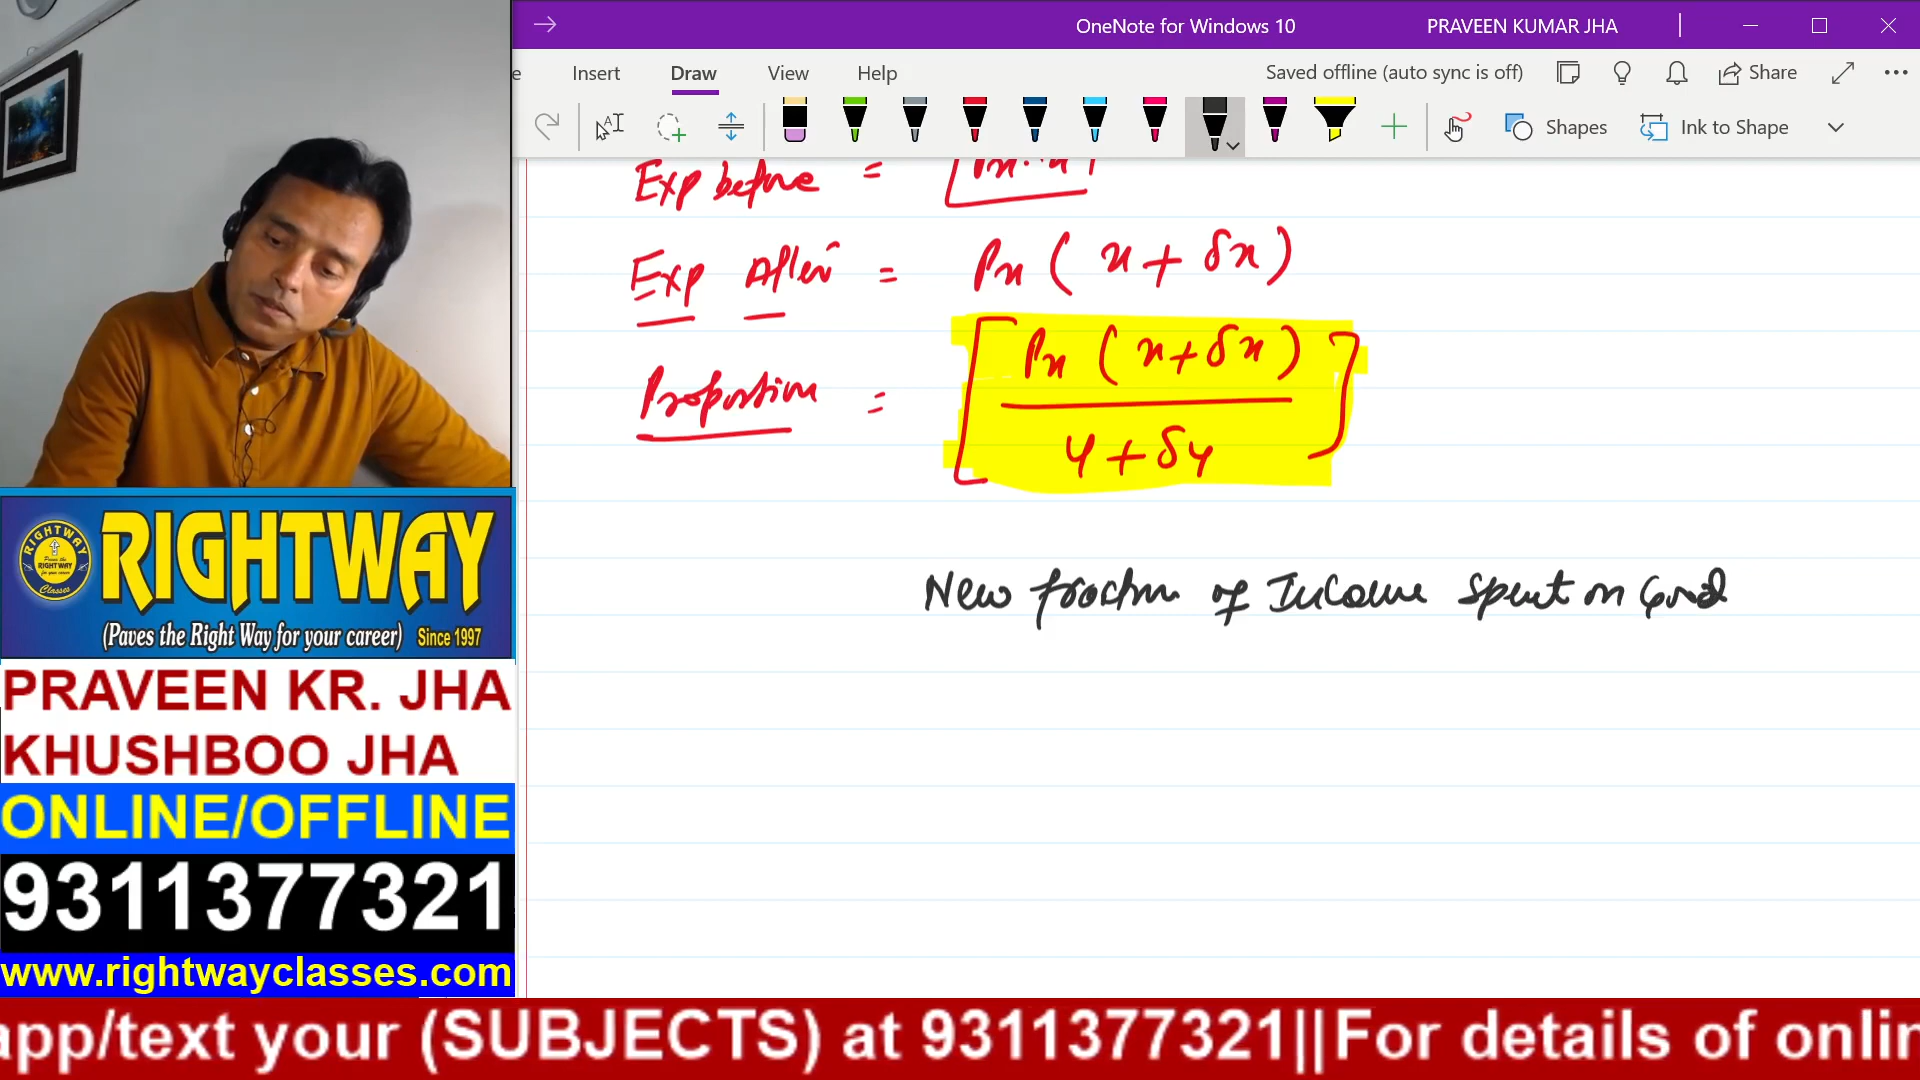 OneNote for Windows 10 PRAVEEN KUMAR JHA
Insert Draw View Help Saved offline (auto sync is off) Share
Shapes Ink to Shape
Exp before = Px . x
Exp After = Px ( x + δx )
Proportion = [ Px ( x + δx )
y + δy ]
New fraction of Income Spent on Good
RIGHTWAY
RIGHTWAY Classes
(Paves the Right Way for your career) Since 1997
PRAVEEN KR. JHA
KHUSHBOO JHA
ONLINE/OFFLINE
9311377321
www.rightwayclasses.com
app/text your (SUBJECTS) at 9311377321||For details of onlin